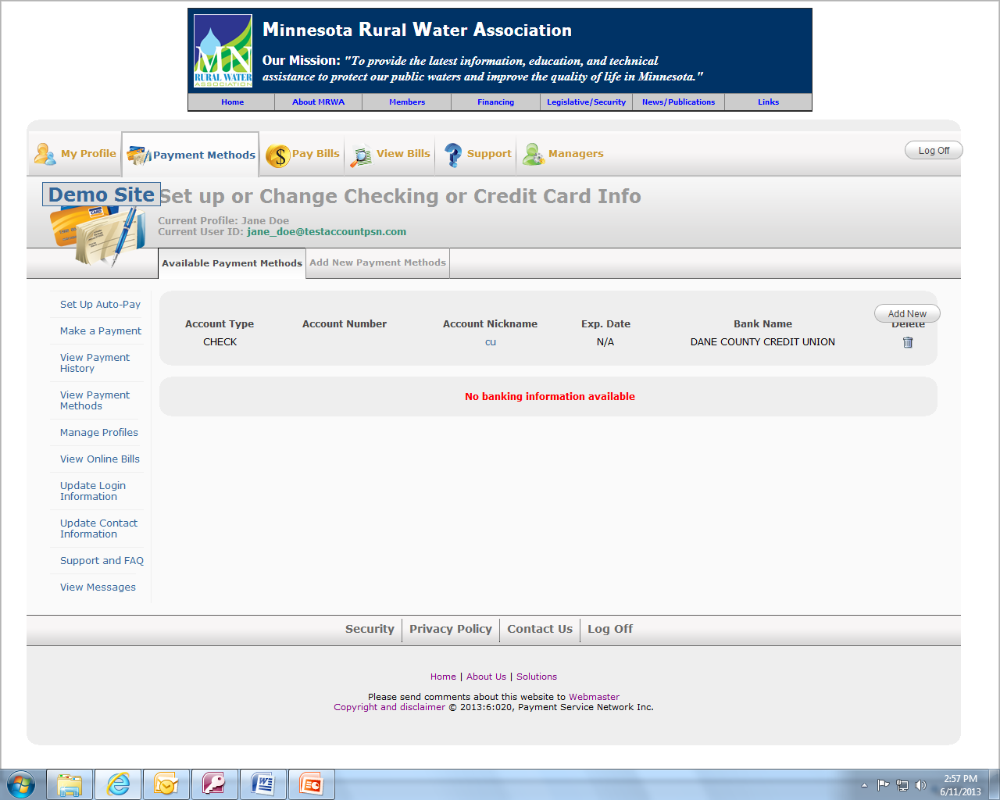 Minnesota Rural Water Association
Our Mission: "To provide the latest information, education, and technical
assistance to protect our public waters and improve the quality of life in Minnesota."
MN
RURAL WATER
ASSOCIATION
Home About MRWA Members Financing Legislative/Security News/Publications Links
My Profile Payment Methods Pay Bills View Bills Support Managers Log Off
Demo Site Set up or Change Checking or Credit Card Info
Current Profile: Jane Doe
Current User ID: jane_doe@testaccountpsn.com
Available Payment Methods Add New Payment Methods
Set Up Auto-Pay
Make a Payment
View Payment
History
View Payment
Methods
Manage Profiles
View Online Bills
Update Login
Information
Update Contact
Information
Support and FAQ
View Messages
Add New
Account Type Account Number Account Nickname Exp. Date Bank Name Delete
CHECK cu N/A DANE COUNTY CREDIT UNION
No banking information available
Security Privacy Policy Contact Us Log Off
Home | About Us | Solutions
Please send comments about this website to Webmaster
Copyright and disclaimer © 2013:6:020, Payment Service Network Inc.
2:57 PM
6/11/2013